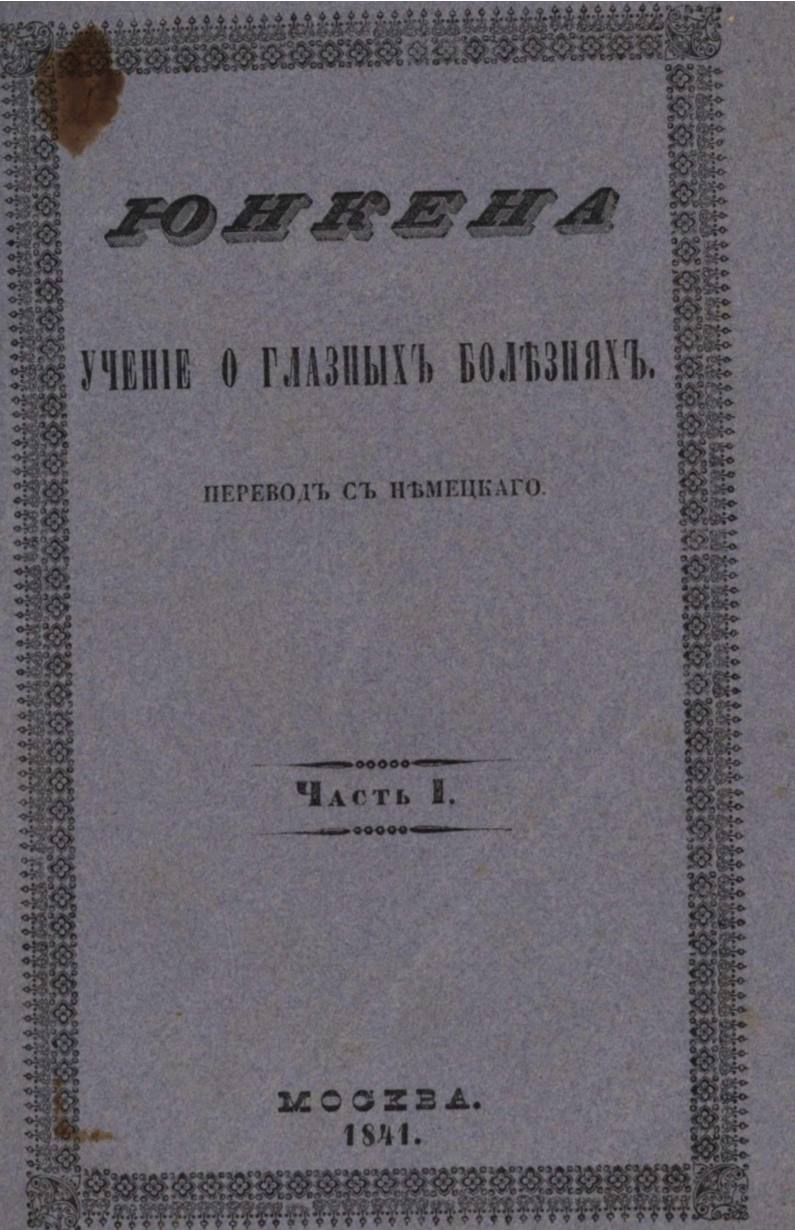 ЮНКЕНА
УЧЕНІЕ О ГЛАЗНЫХЪ БОЛѢЗНЯХЪ.
ПЕРЕВОДЪ СЪ НѢМЕЦКАГО.
ЧАСТЬ I.
МОСКВА.
1841.